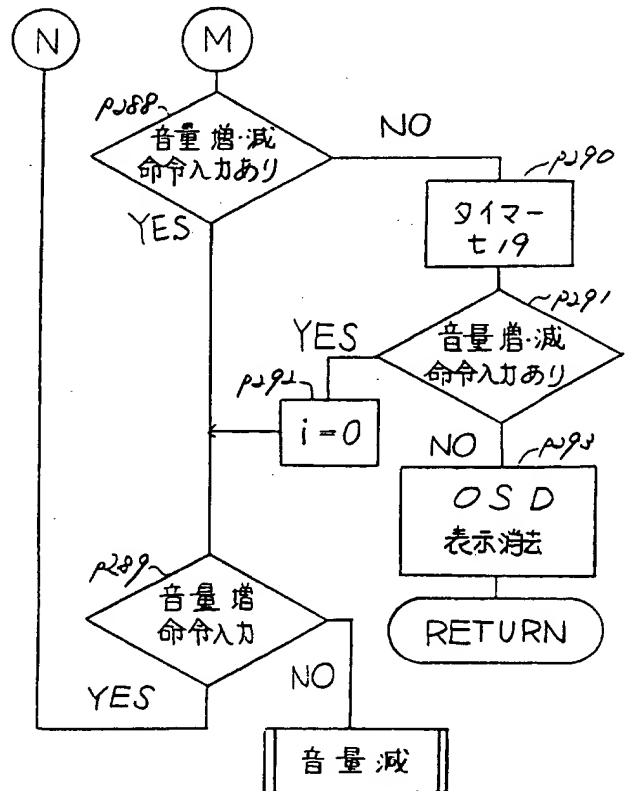 N
M
p288
音量増・減
命令入力あり
NO
p290
タイマー
t19
YES
p291
音量増・減
命令入力あり
YES
p292
i=0
NO
p293
OSD
表示消去
RETURN
p289
音量増
命令入力
YES
NO
音量減